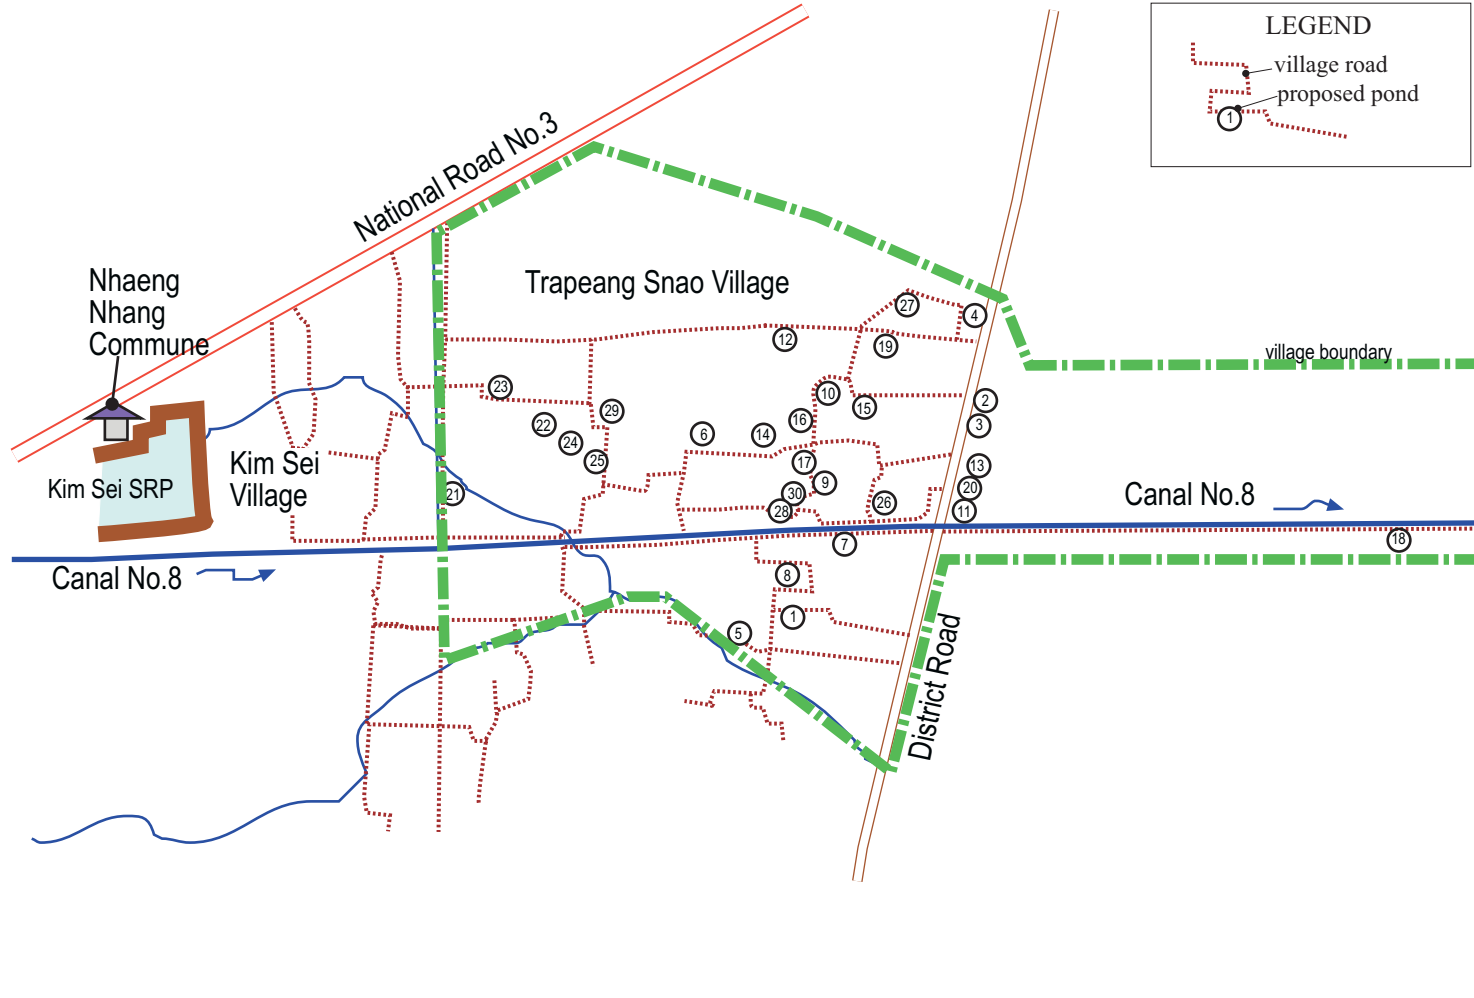 LEGEND
village road
proposed pond
1
National Road No.3
Nhaeng
Nhang
Commune
Trapeang Snao Village
27
4
12
19
village boundary
23
10
2
15
29
16
22
3
6
14
24
25
17
13
Kim Sei
Village
Kim Sei SRP
9
20
21
30
26
28
11
Canal No.8
7
18
Canal No.8
8
1
5
District Road